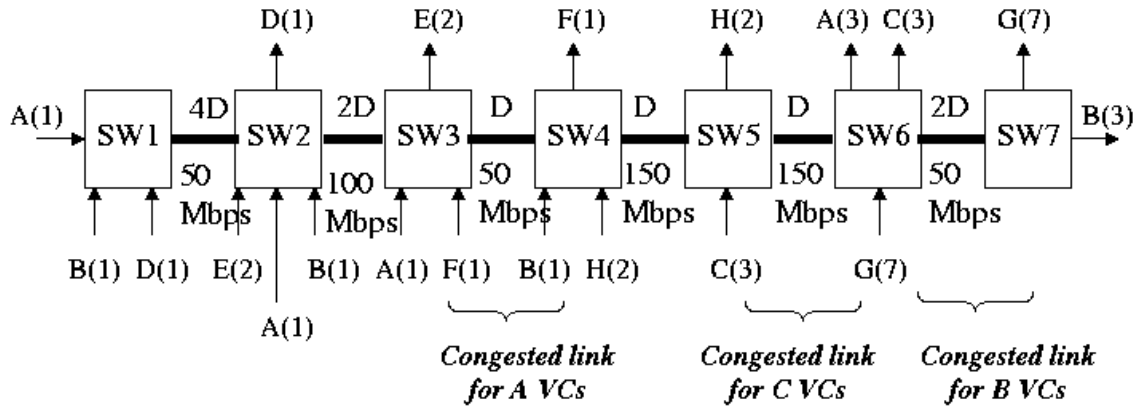 D(1) E(2) F(1) H(2) A(3) C(3) G(7)
4D 2D D D D 2D
A(1) SW1 SW2 SW3 SW4 SW5 SW6 SW7 B(3)
50 100 50 150 150 50
Mbps Mbps Mbps Mbps Mbps Mbps
B(1) D(1) E(2) B(1) A(1) F(1) B(1) H(2) C(3) G(7)
A(1)
Congested link Congested link Congested link
for A VCs for C VCs for B VCs